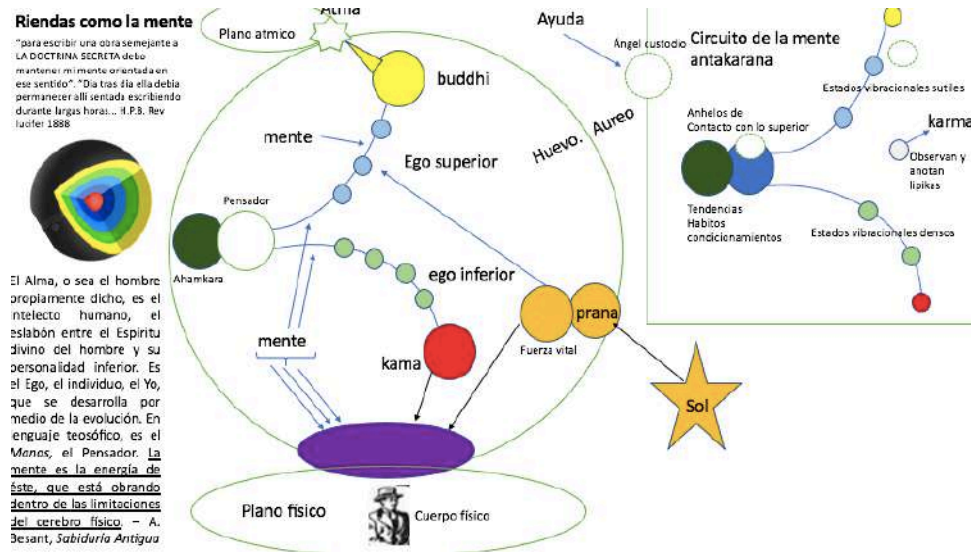 Riendas como la mente
"para escribir una obra semejante a
LA DOCTRINA SECRETA debo
mantener mi mente orientada en
ese sentido". "Dia tras dia ella debia
permanecer alli sentada escribiendo
durante largas horas... H.P.B. Rev
lucifer 1888
El Alma, o sea el hombre
propiamente dicho, es el
intelecto humano, el
eslabón entre el Espíritu
divino del hombre y su
personalidad inferior. Es
el Ego, el individuo, el Yo,
que se desarrolla por
medio de la evolución. En
lenguaje teosófico, es el
Manas, el Pensador. La
mente es la energía de
éste, que está obrando
dentro de las limitaciones
del cerebro físico. – A.
Besant, Sabiduría Antigua
Atma
Plano atmico
buddhi
mente
Ego superior
Pensador
Ahamkara
ego inferior
mente
kama
Fuerza vital
prana
Sol
Huevo. Aureo
Plano físico
Cuerpo físico
Ayuda
Ángel custodio
Circuito de la mente
antakarana
Estados vibracionales sutiles
Anhelos de
Contacto con lo superior
karma
Observan y
anotan
lipikas
Tendencias
Habitos
condicionamientos
Estados vibracionales densos